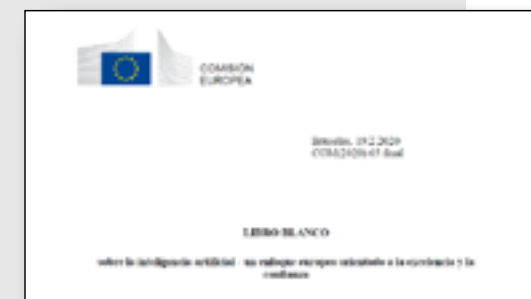 COMISIÓN
EUROPEA
Bruselas, 19.2.2020
COM(2020) 65 final
LIBRO BLANCO
sobre la inteligencia artificial - un enfoque europeo orientado a la excelencia y la
confianza